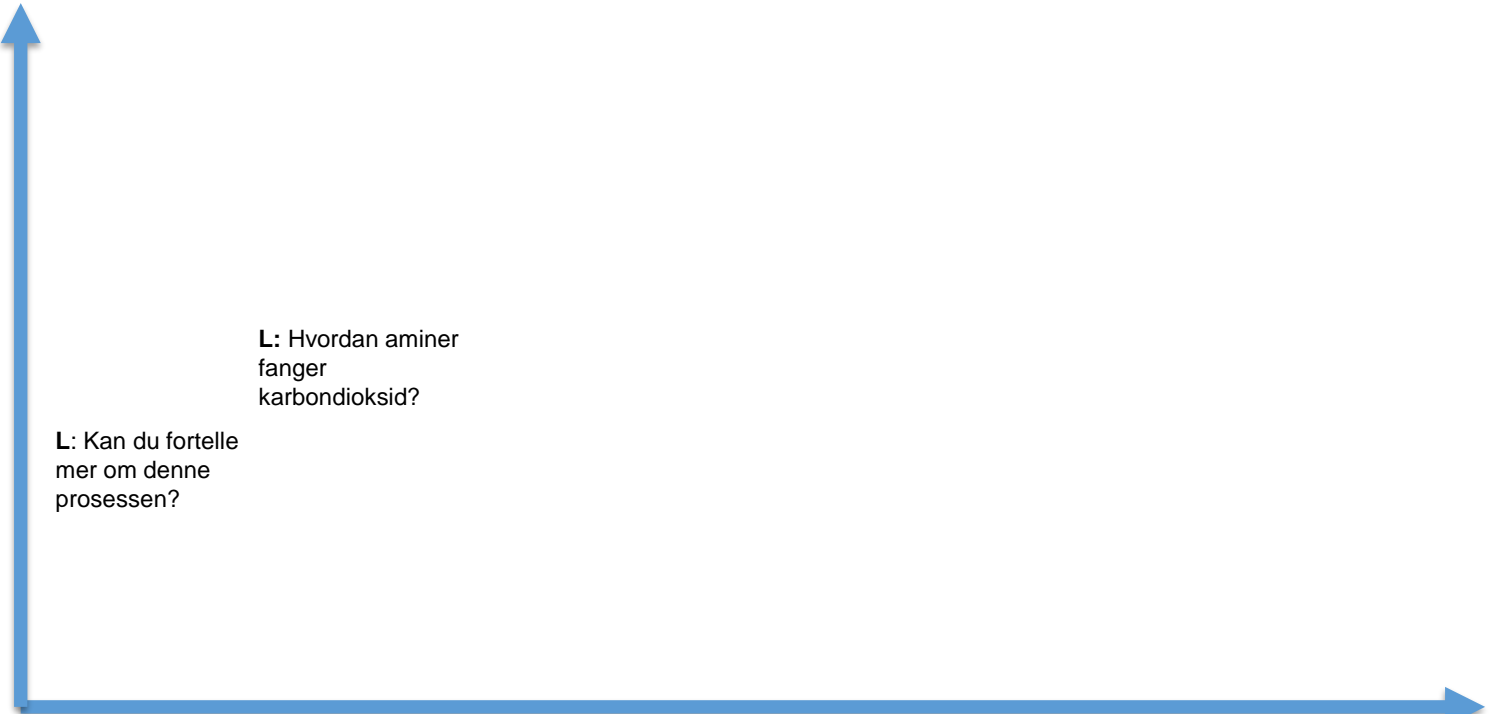 L: Hvordan aminer
fanger
karbondioksid?
L: Kan du fortelle
mer om denne
prosessen?